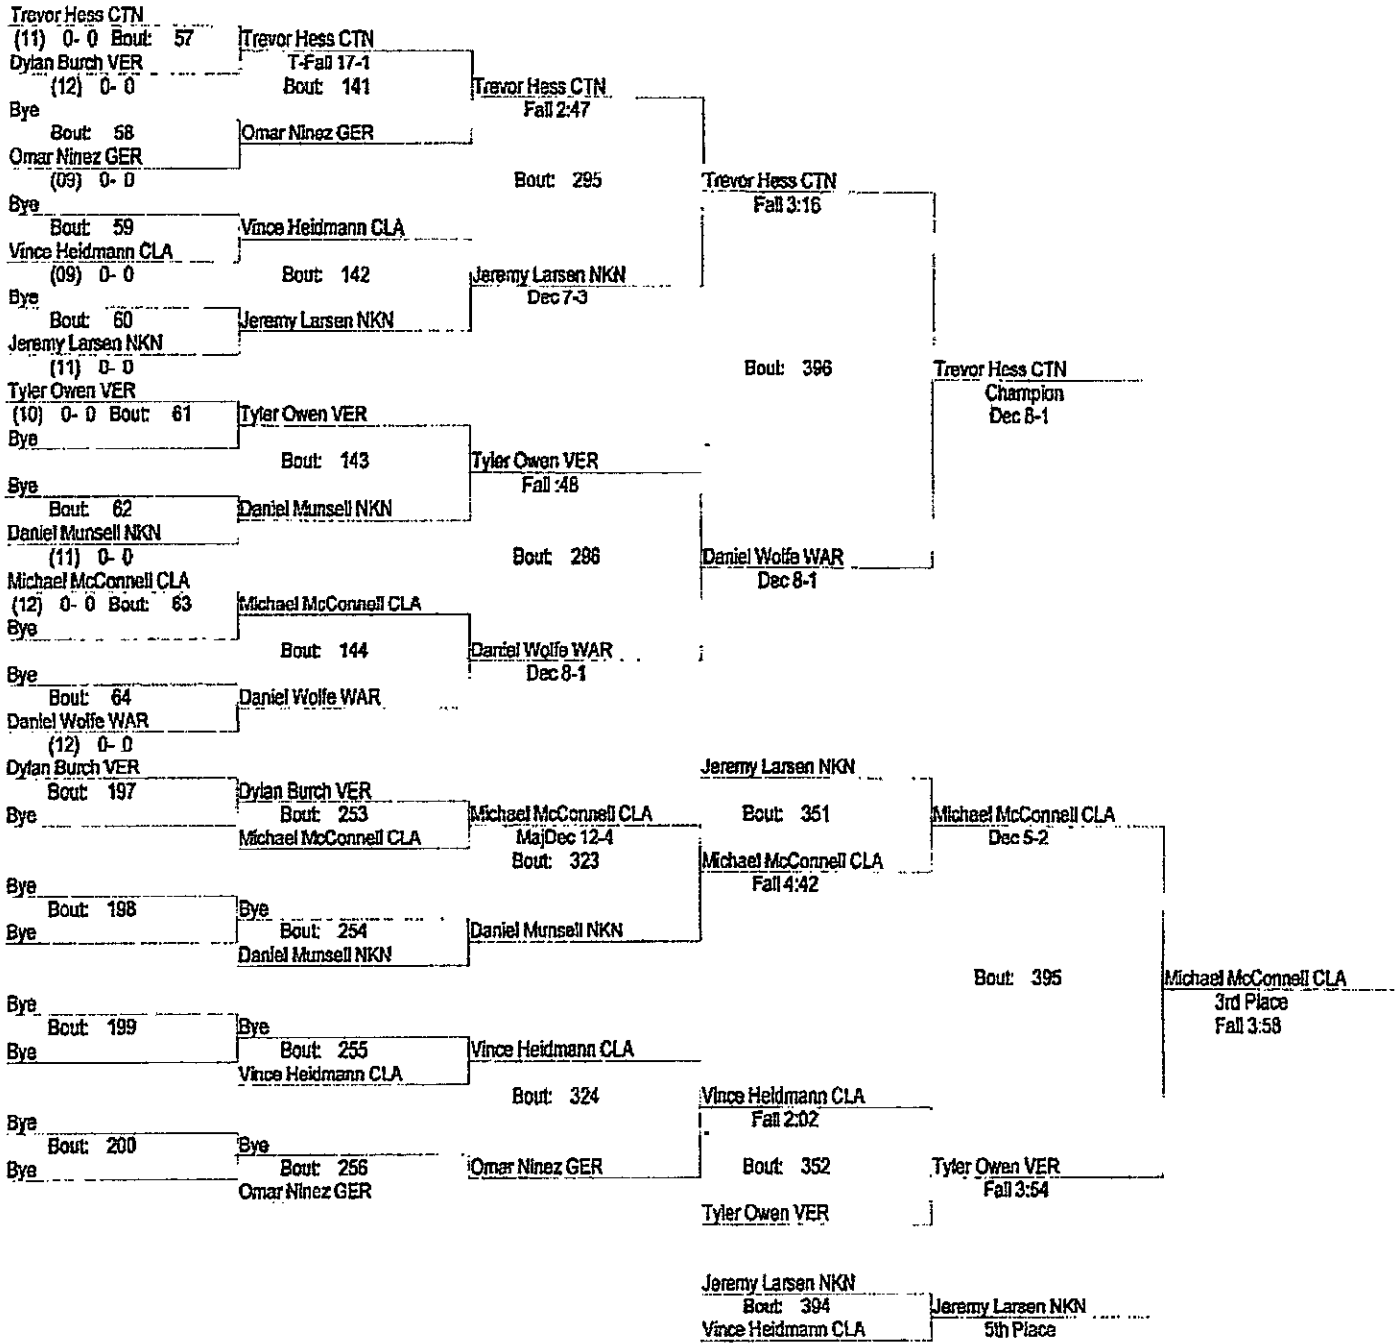 Trevor Hess CTN
(11) 0- 0 Bout: 57
Trevor Hess CTN
Dylan Burch VER
T-Fall 17-1
(12) 0- 0
Bout: 141
Trevor Hess CTN
Bye
Fall 2:47
Bout: 58
Omar Ninez GER
Omar Ninez GER
(09) 0- 0
Bout: 295
Trevor Hess CTN
Bye
Fall 3:16
Bout: 59
Vince Heidmann CLA
Vince Heidmann CLA
(09) 0- 0
Bout: 142
Jeremy Larsen NKN
Bye
Dec 7-3
Bout: 60
Jeremy Larsen NKN
Jeremy Larsen NKN
(11) 0- 0
Bout: 396
Trevor Hess CTN
Tyler Owen VER
Champion
(10) 0- 0 Bout: 61
Tyler Owen VER
Dec 8-1
Bye
Bout: 143
Tyler Owen VER
Bye
Fall :48
Bout: 62
Daniel Munsell NKN
Daniel Munsell NKN
(11) 0- 0
Bout: 296
Daniel Wolfe WAR
Michael McConnell CLA
Dec 8-1
(12) 0- 0 Bout: 63
Michael McConnell CLA
Bye
Bout: 144
Daniel Wolfe WAR
Bye
Dec 8-1
Bout: 64
Daniel Wolfe WAR
Daniel Wolfe WAR
(12) 0- 0
Dylan Burch VER
Jeremy Larsen NKN
Bout: 197
Dylan Burch VER
Bye
Bout: 253
Michael McConnell CLA
Bout: 351
Michael McConnell CLA
Michael McConnell CLA
MajDec 12-4
Dec 5-2
Bout: 323
Michael McConnell CLA
Bye
Fall 4:42
Bout: 198
Bye
Bye
Bout: 254
Daniel Munsell NKN
Daniel Munsell NKN
Bout: 395
Michael McConnell CLA
Bye
3rd Place
Bout: 199
Bye
Fall 3:58
Bye
Bout: 255
Vince Heidmann CLA
Vince Heidmann CLA
Bout: 324
Vince Heidmann CLA
Bye
Fall 2:02
Bout: 200
Bye
Bye
Bout: 256
Omar Ninez GER
Bout: 352
Tyler Owen VER
Omar Ninez GER
Fall 3:54
Tyler Owen VER
Jeremy Larsen NKN
Bout: 394
Jeremy Larsen NKN
Vince Heidmann CLA
5th Place